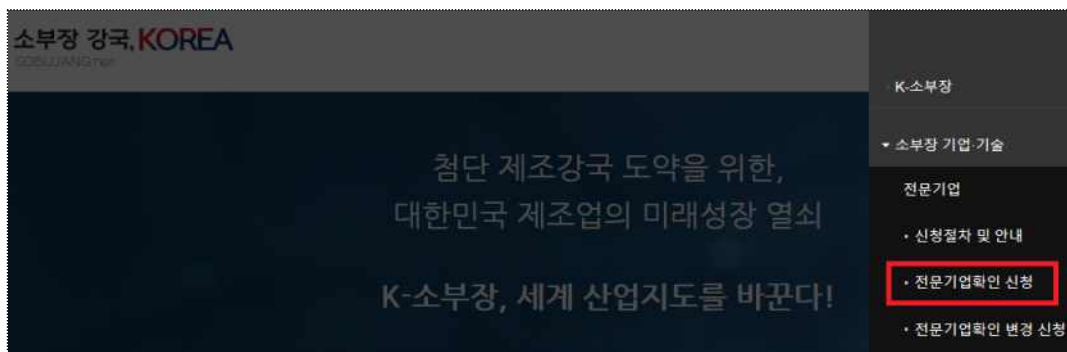 소부장 강국, KOREA
SOBUJANG net
첨단 제조강국 도약을 위한,
대한민국 제조업의 미래성장 열쇠
K-소부장, 세계 산업지도를 바꾼다!
K-소부장
소부장 기업·기술
전문기업
신청절차 및 안내
전문기업확인 신청
전문기업확인 변경 신청